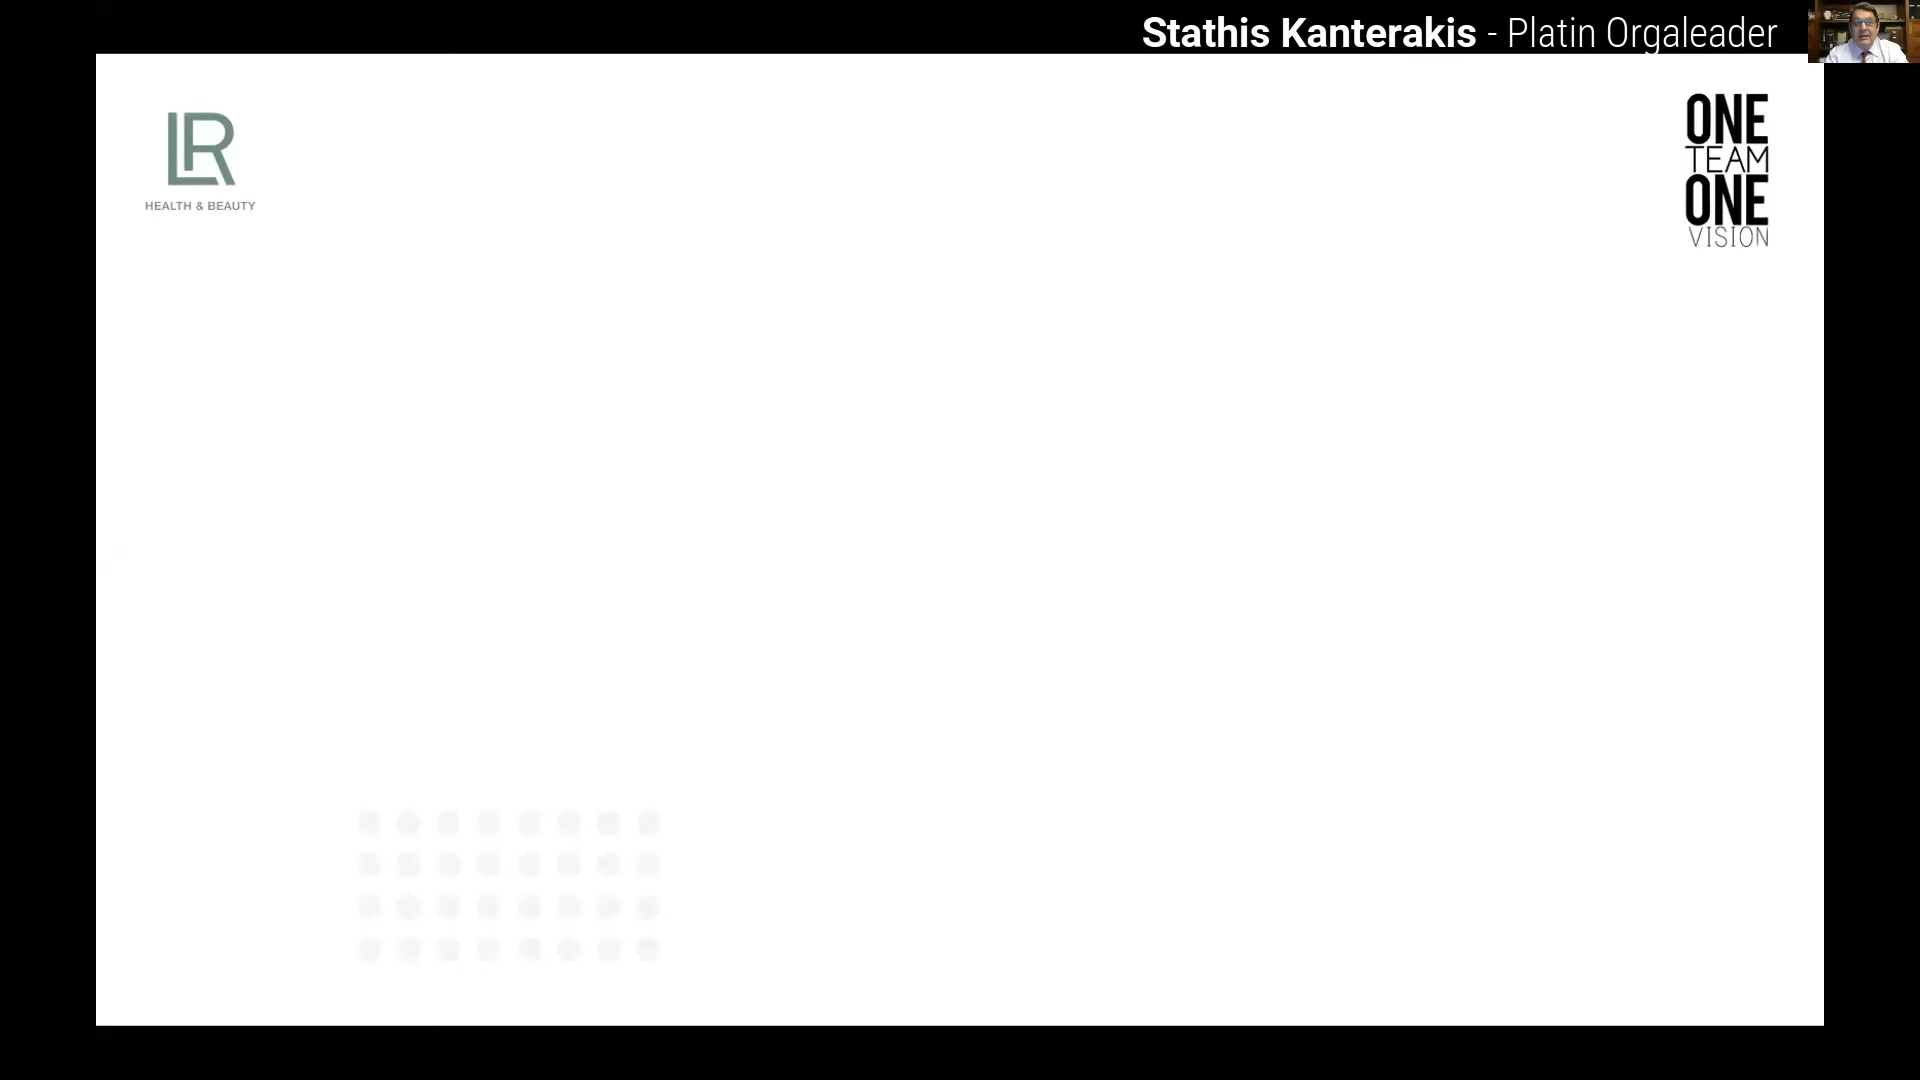 Stathis Kanterakis - Platin Orgaleader
LR
HEALTH & BEAUTY
ONE
TEAM
ONE
VISION